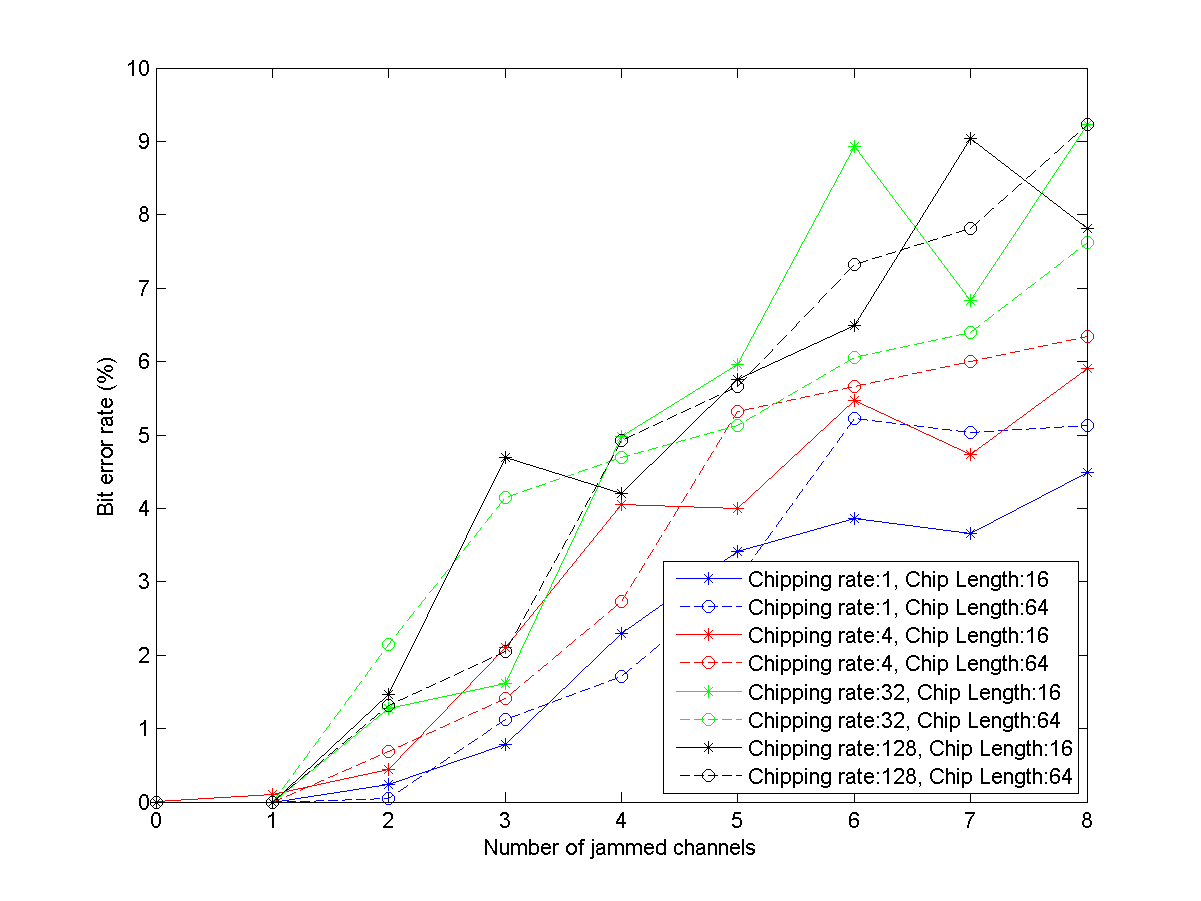 10
9
8
7
6
5
4
3
2
1
0
Bit error rate (%)
Chipping rate:1, Chip Length:16
Chipping rate:1, Chip Length:64
Chipping rate:4, Chip Length:16
Chipping rate:4, Chip Length:64
Chipping rate:32, Chip Length:16
Chipping rate:32, Chip Length:64
Chipping rate:128, Chip Length:16
Chipping rate:128, Chip Length:64
0 1 2 3 4 5 6 7 8
Number of jammed channels